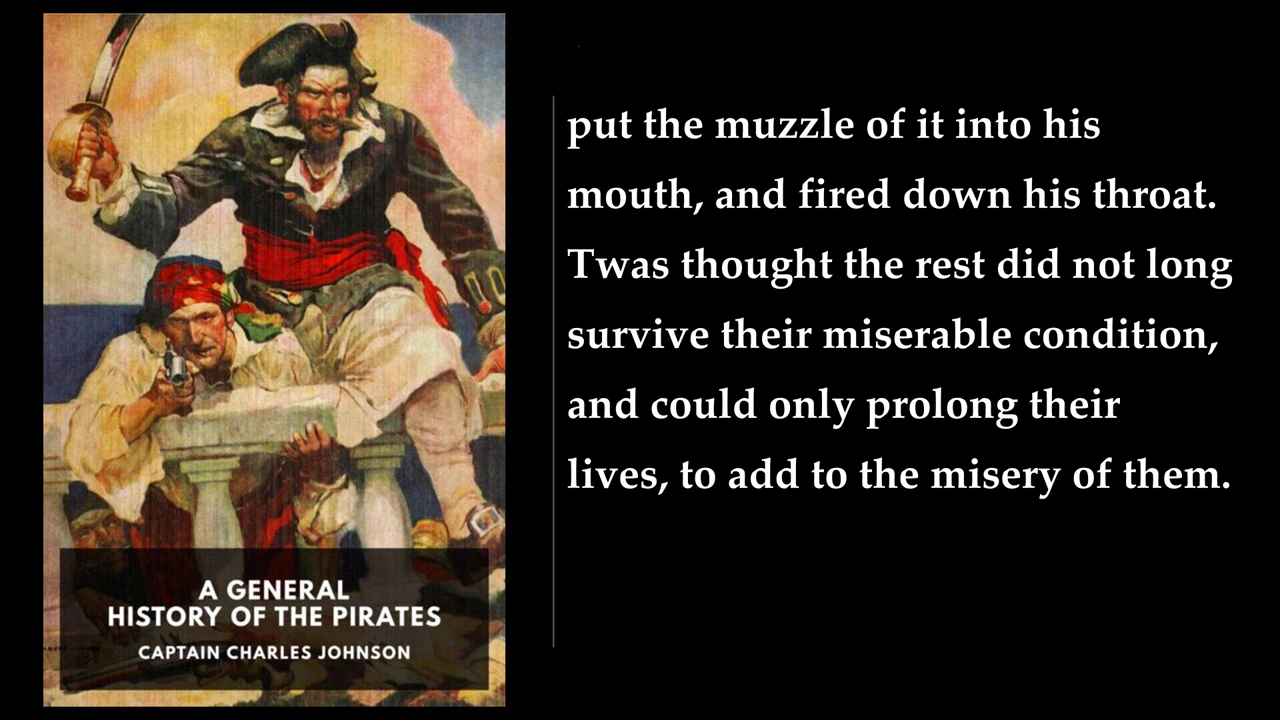 put the muzzle of it into his
mouth, and fired down his throat.
Twas thought the rest did not long
survive their miserable condition,
and could only prolong their
lives, to add to the misery of them.
A GENERAL
HISTORY OF THE PIRATES
CAPTAIN CHARLES JOHNSON